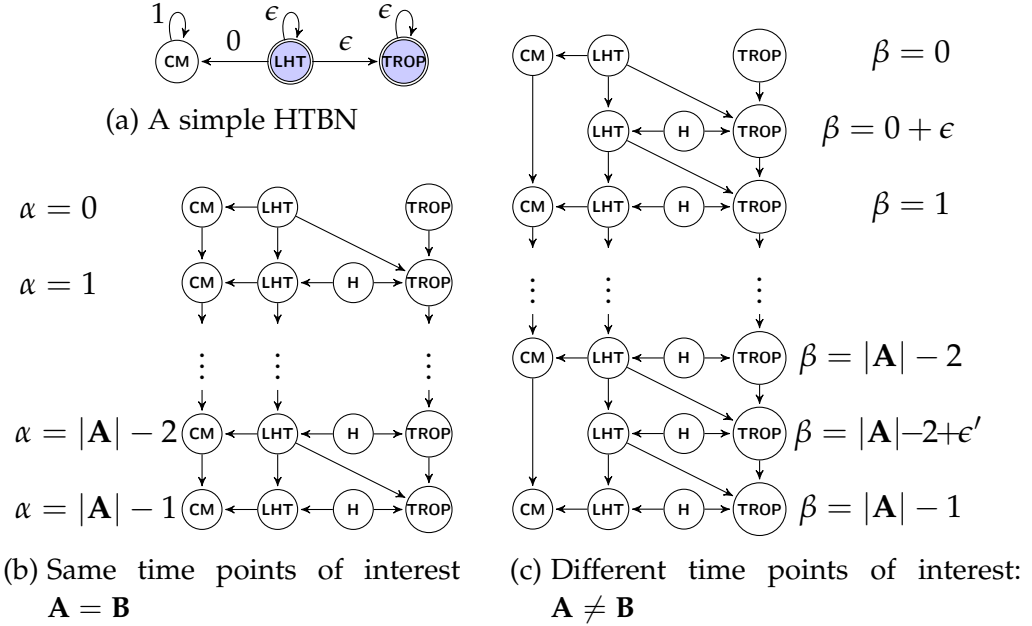 1 ϵ ϵ
0 ϵ
CM LHT TROP
(a) A simple HTBN
α = 0 CM LHT TROP
α = 1 CM LHT H TROP
⋮ ⋮ ⋮
α = |A| − 2 CM LHT H TROP
α = |A| − 1 CM LHT H TROP
(b) Same time points of interest
A = B
CM LHT TROP β = 0
LHT H TROP β = 0 + ϵ
CM LHT H TROP β = 1
⋮ ⋮ ⋮
CM LHT H TROP β = |A| − 2
LHT H TROP β = |A|−2+ϵ′
CM LHT H TROP β = |A| − 1
(c) Different time points of interest:
A ≠ B